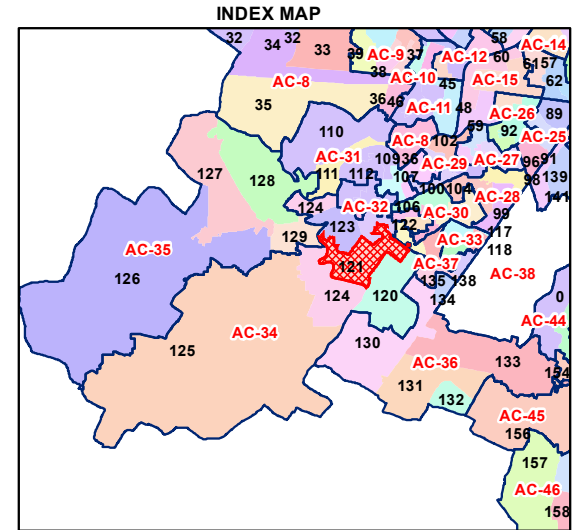 INDEX MAP
32 34 32 33 39 AC-9 37 58 AC-12 60 AC-14
38 AC-10 AC-15 61 157 62
AC-8 45
35 36 46 AC-11 48 AC-26 89
110 59 92 AC-25
AC-8 102
AC-31 109 36 AC-29 AC-27 96 91
127 128 111 112 107 98 139
100 104 AC-28 141
124 AC-32 106 AC-30 99
123 122 117
129 AC-33 118
AC-35 121 AC-37 AC-38
126 135 138
124 120 134 0
AC-34 AC-44
125 130 AC-36 133
131 154
132 AC-45
156
157
AC-46
158